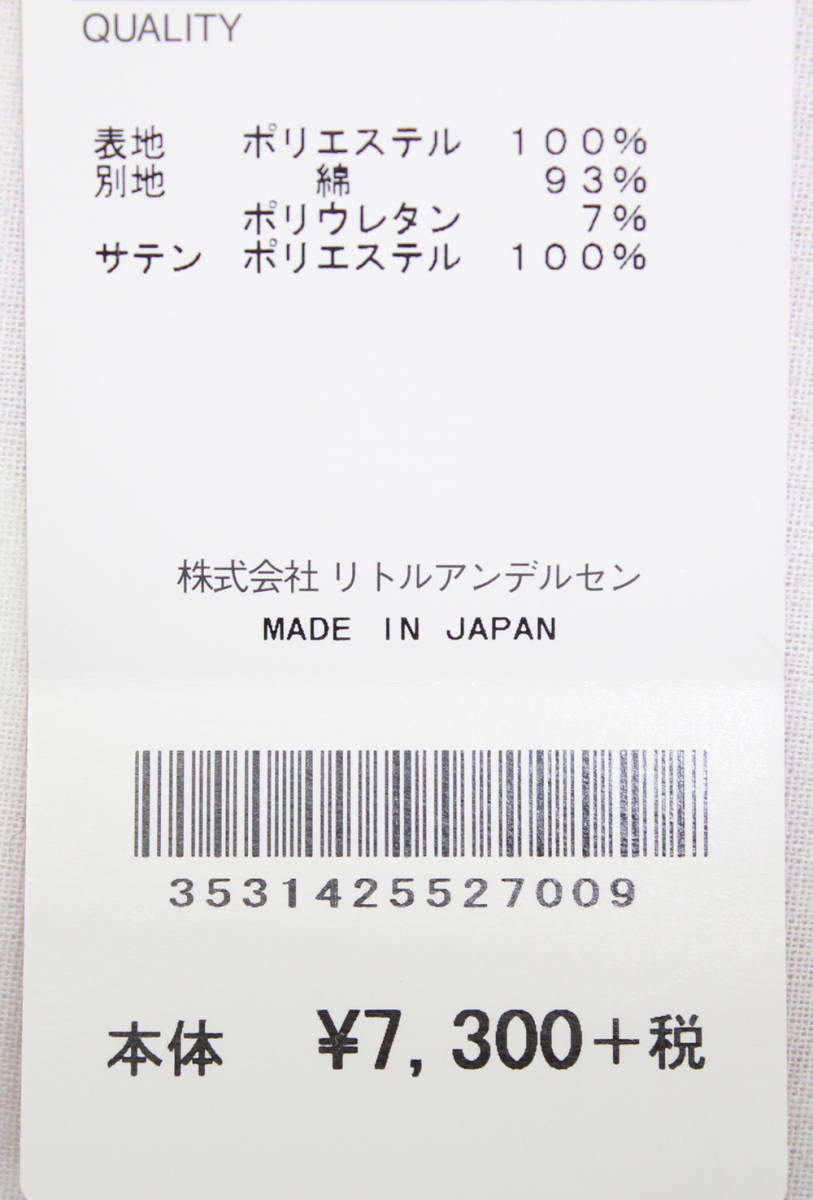 QUALITY
表地 ポリエステル 100%
別地 綿 93%
ポリウレタン 7%
サテン ポリエステル 100%
株式会社 リトルアンデルセン
MADE IN JAPAN
3531425527009
本体 ¥7,300+税